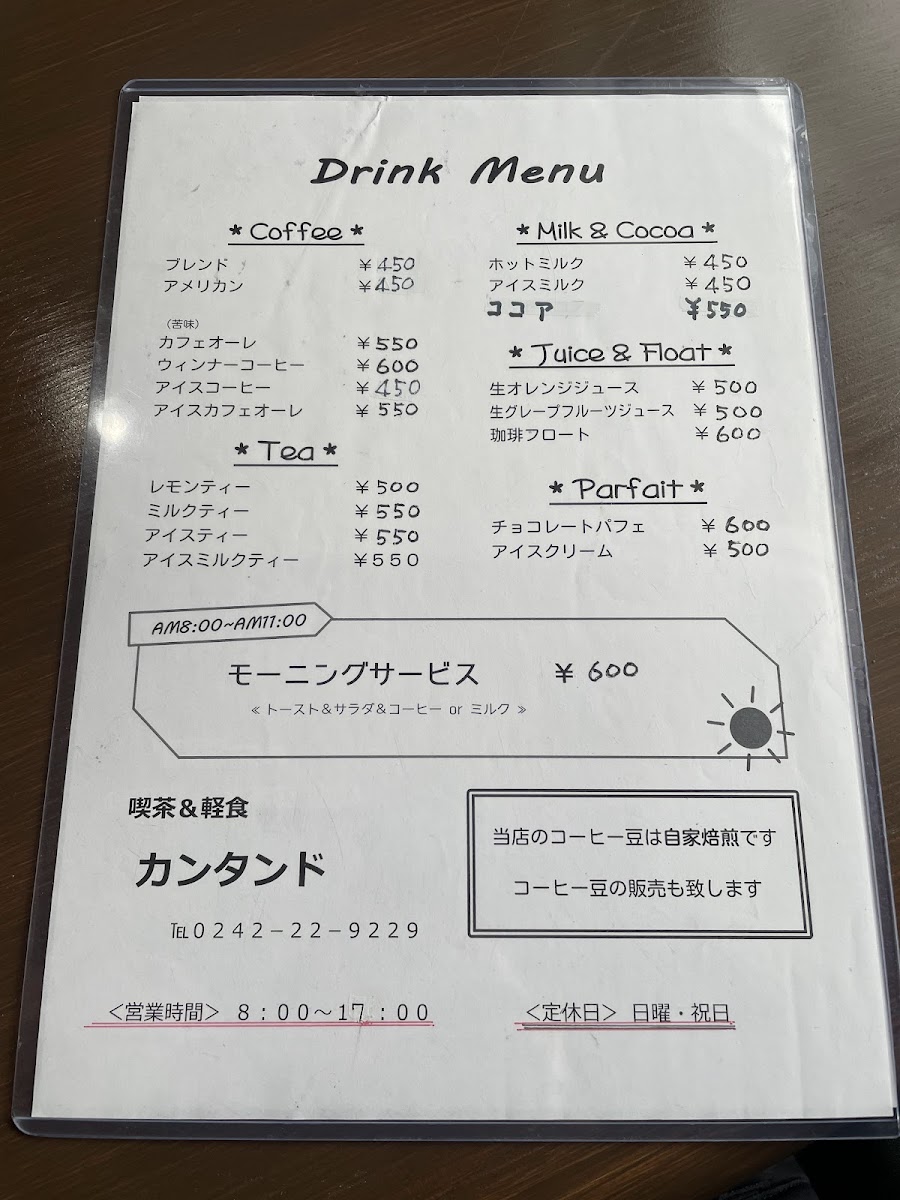 Drink Menu
* Coffee *
ブレンド ¥450
アメリカン ¥450
（苦味）
カフェオーレ ¥550
ウィンナーコーヒー ¥600
アイスコーヒー ¥450
アイスカフェオーレ ¥550
* Tea *
レモンティー ¥500
ミルクティー ¥550
アイスティー ¥550
アイスミルクティー ¥550
* Milk & Cocoa *
ホットミルク ¥450
アイスミルク ¥450
ココア ¥550
* Juice & Float *
生オレンジジュース ¥500
生グレープフルーツジュース ¥500
珈琲フロート ¥600
* Parfait *
チョコレートパフェ ¥600
アイスクリーム ¥500
AM8:00~AM11:00
モーニングサービス ¥600
≪トースト＆サラダ＆コーヒー or ミルク≫
喫茶＆軽食
カンタンド
℡０２４２－２２－９２２９
当店のコーヒー豆は自家焙煎です
コーヒー豆の販売も致します
＜営業時間＞ ８：００～１７：００
＜定休日＞ 日曜・祝日